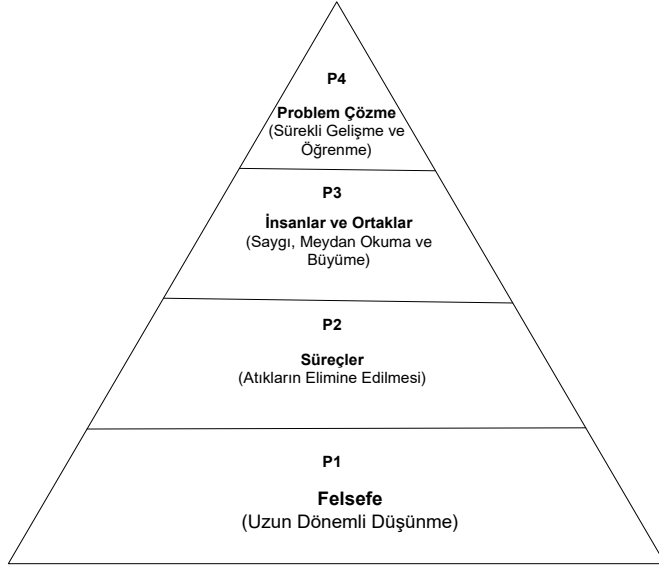 P4
Problem Çözme
(Sürekli Gelişme ve
Öğrenme)
P3
İnsanlar ve Ortaklar
(Saygı, Meydan Okuma ve
Büyüme)
P2
Süreçler
(Atıkların Elimine Edilmesi)
P1
Felsefe
(Uzun Dönemli Düşünme)